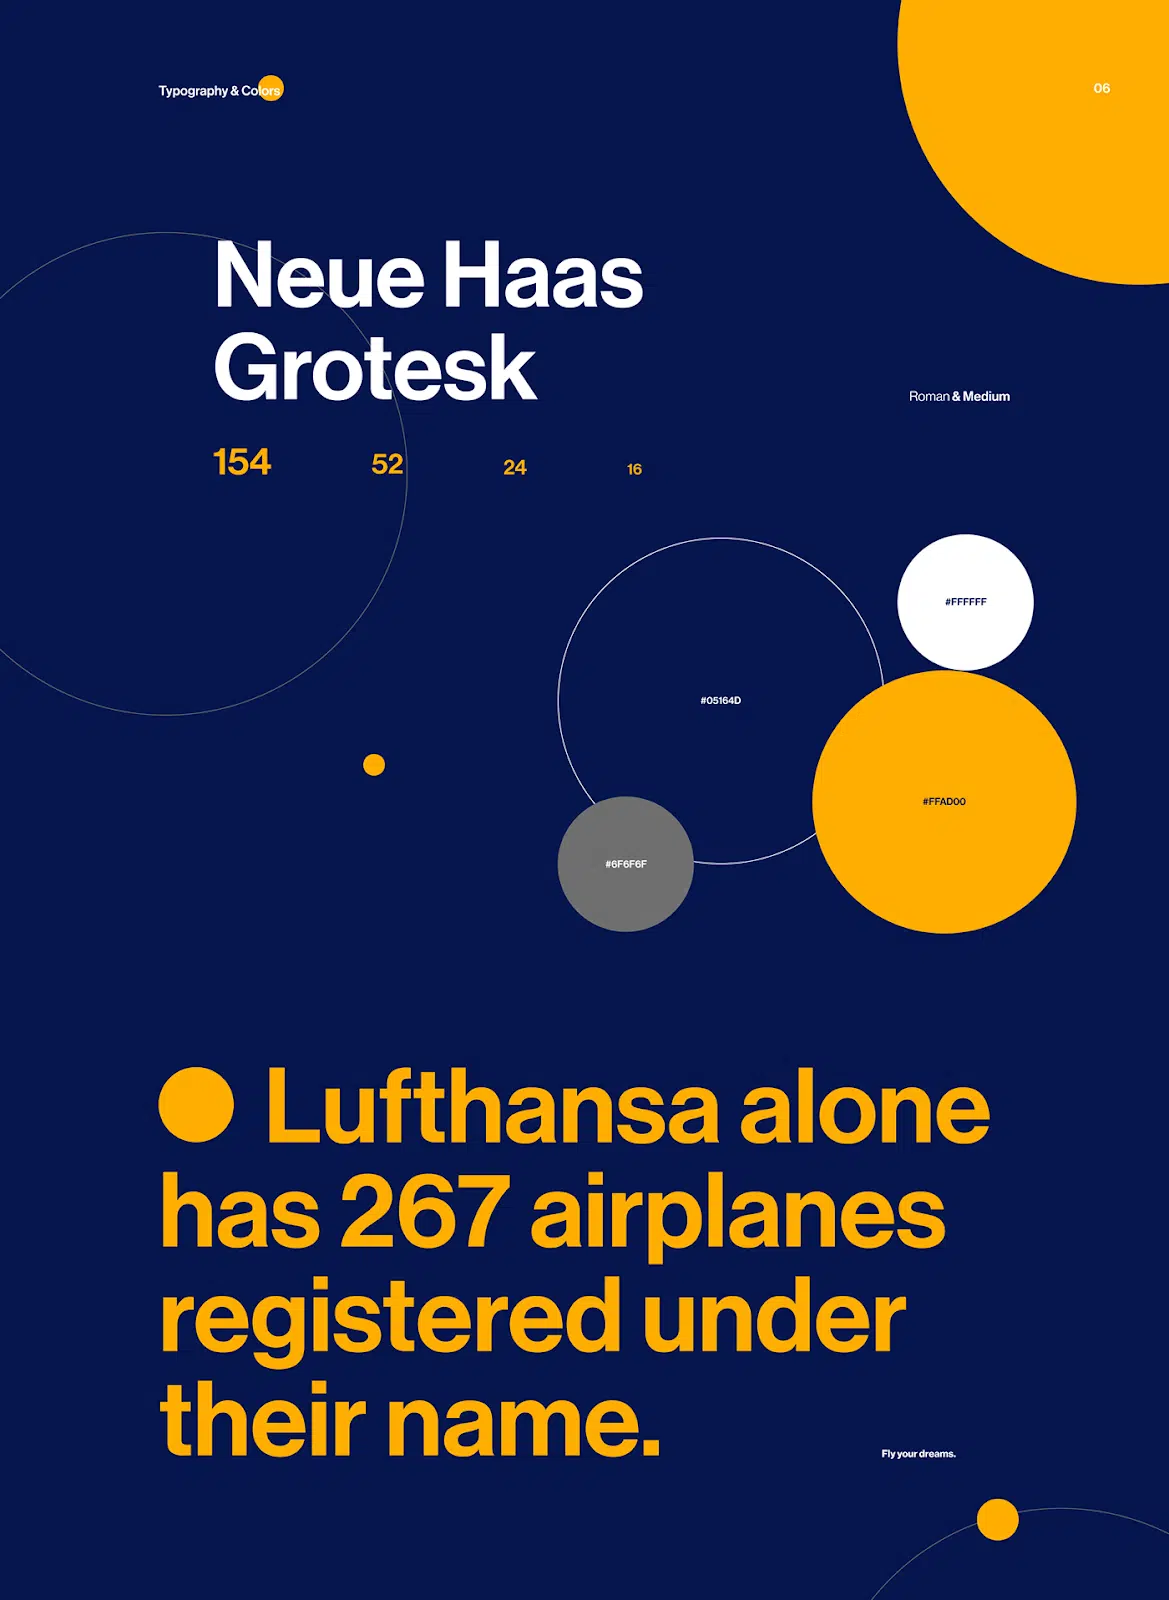 Typography & Colors
06
Neue Haas
Grotesk
Roman & Medium
154 52 24 16
#FFFFFF
#05164D
#FFAD00
#6F6F6F
Lufthansa alone
has 267 airplanes
registered under
their name.
Fly your dreams.